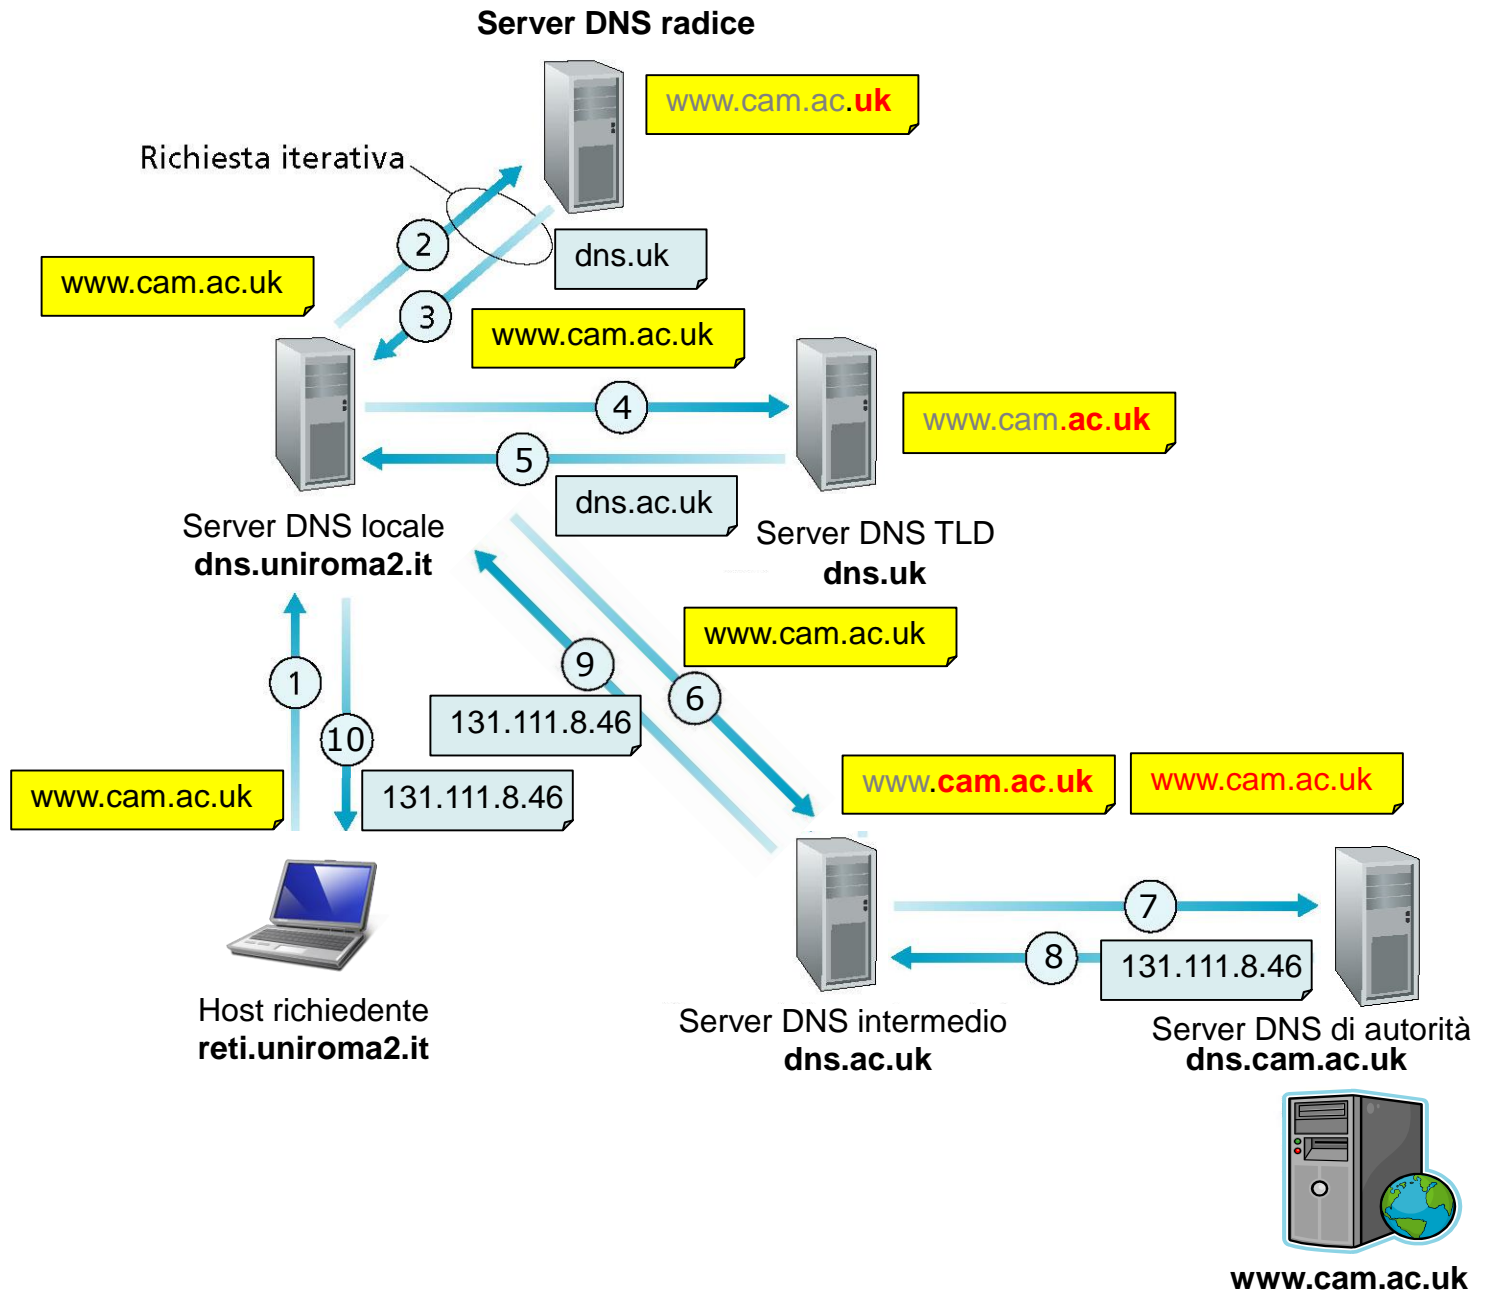 Server DNS radice
www.cam.ac.uk
Richiesta iterativa
2
dns.uk
www.cam.ac.uk
3
www.cam.ac.uk
4
www.cam.ac.uk
5
dns.ac.uk
Server DNS locale
dns.uniroma2.it
Server DNS TLD
dns.uk
www.cam.ac.uk
9
6
1
131.111.8.46
10
www.cam.ac.uk
www.cam.ac.uk
www.cam.ac.uk
131.111.8.46
7
8
131.111.8.46
Host richiedente
reti.uniroma2.it
Server DNS intermedio
dns.ac.uk
Server DNS di autorità
dns.cam.ac.uk
www.cam.ac.uk